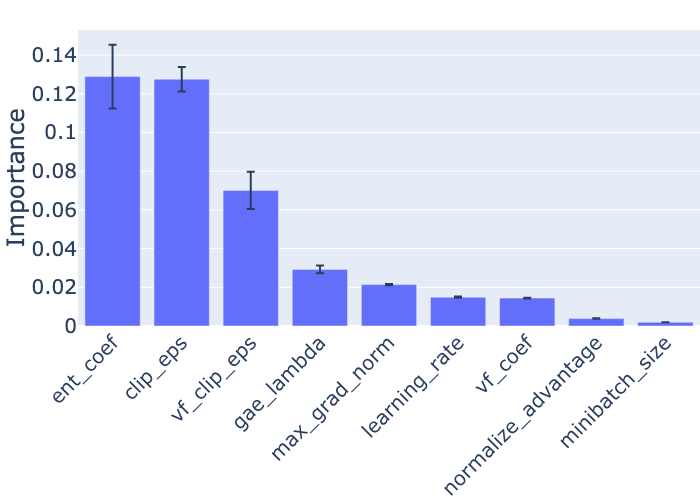 Importance
0.14
0.12
0.1
0.08
0.06
0.04
0.02
0
ent_coef
clip_eps
vf_clip_eps
gae_lambda
max_grad_norm
learning_rate
vf_coef
normalize_advantage
minibatch_size